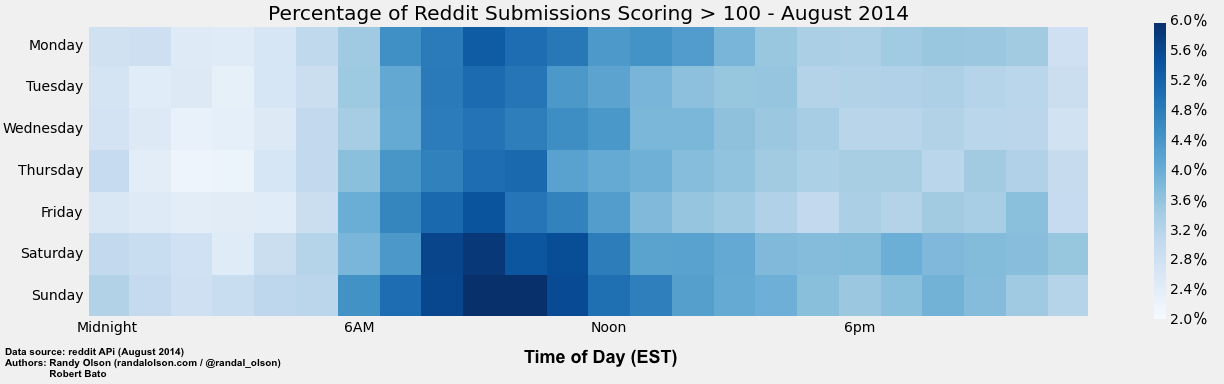 Percentage of Reddit Submissions Scoring > 100 - August 2014
Monday
Tuesday
Wednesday
Thursday
Friday
Saturday
Sunday
Midnight 6AM Noon 6pm
Time of Day (EST)
6.0%
5.6%
5.2%
4.8%
4.4%
4.0%
3.6%
3.2%
2.8%
2.4%
2.0%
Data source: reddit APi (August 2014)
Authors: Randy Olson (randalolson.com / @randal_olson)
Robert Bato